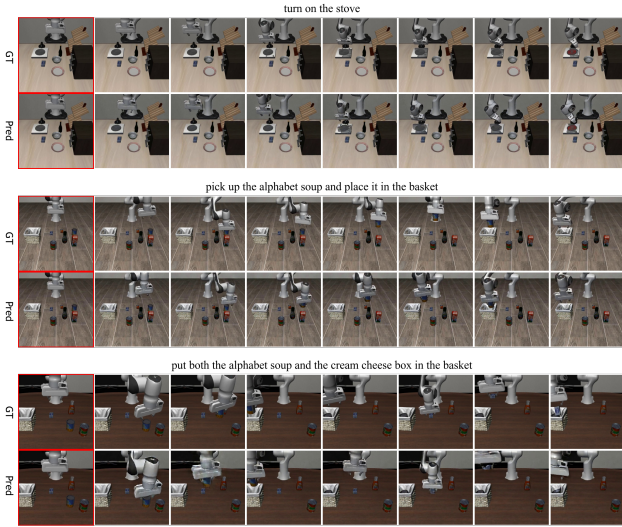 turn on the stove
GT
Pred
pick up the alphabet soup and place it in the basket
GT
Pred
put both the alphabet soup and the cream cheese box in the basket
GT
Pred